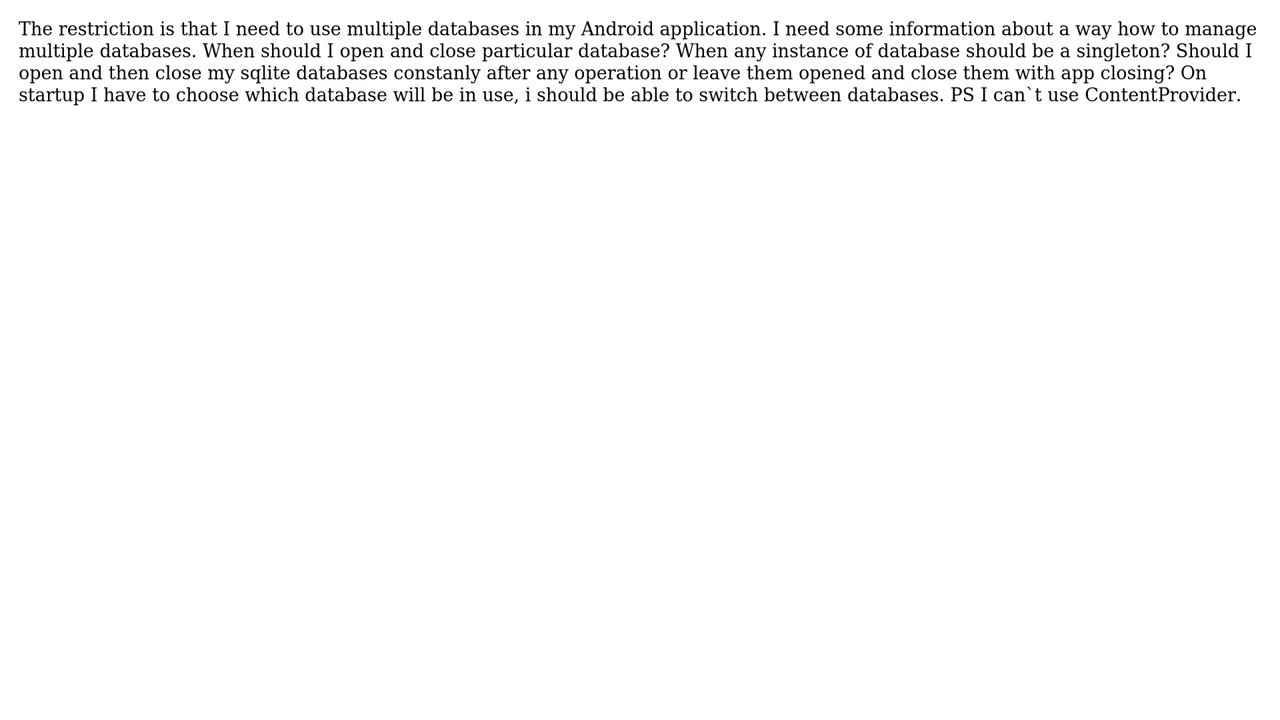 The restriction is that I need to use multiple databases in my Android application. I need some information about a way how to manage
multiple databases. When should I open and close particular database? When any instance of database should be a singleton? Should I
open and then close my sqlite databases constanly after any operation or leave them opened and close them with app closing? On
startup I have to choose which database will be in use, i should be able to switch between databases. PS I can`t use ContentProvider.